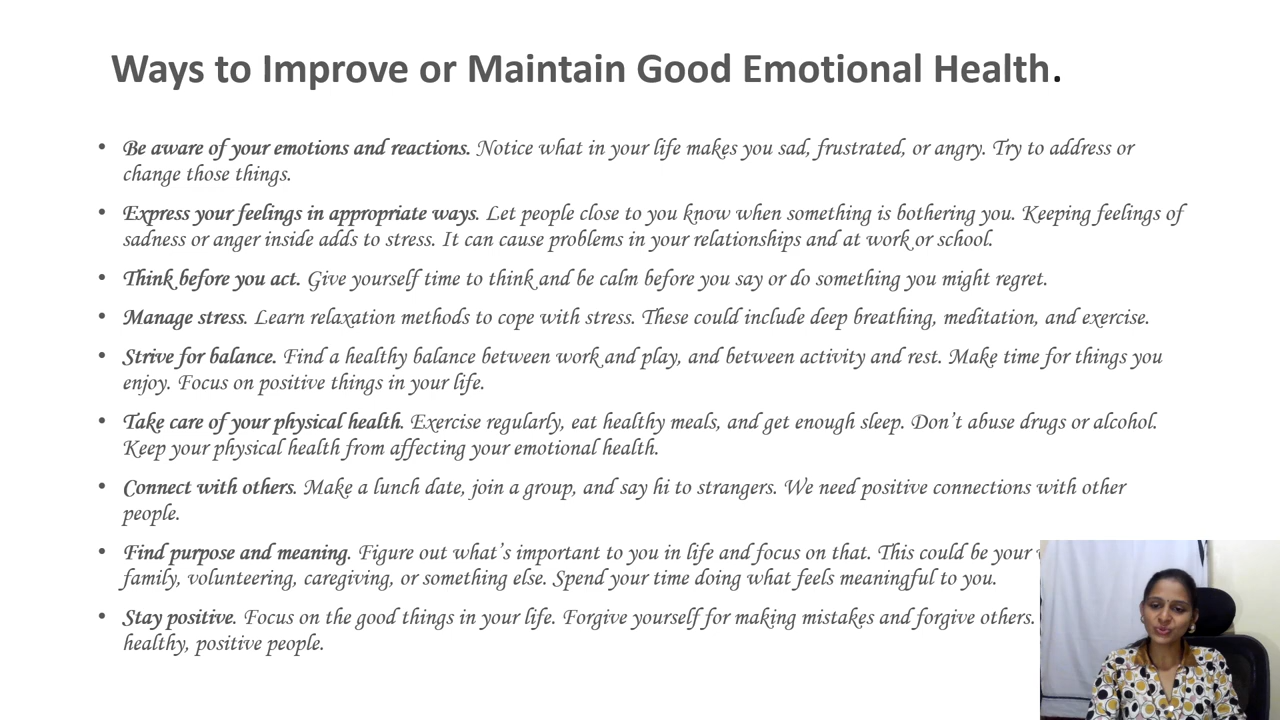 Ways to Improve or Maintain Good Emotional Health.
• Be aware of your emotions and reactions. Notice what in your life makes you sad, frustrated, or angry. Try to address or
change those things.
• Express your feelings in appropriate ways. Let people close to you know when something is bothering you. Keeping feelings of
sadness or anger inside adds to stress. It can cause problems in your relationships and at work or school.
• Think before you act. Give yourself time to think and be calm before you say or do something you might regret.
• Manage stress. Learn relaxation methods to cope with stress. These could include deep breathing, meditation, and exercise.
• Strive for balance. Find a healthy balance between work and play, and between activity and rest. Make time for things you
enjoy. Focus on positive things in your life.
• Take care of your physical health. Exercise regularly, eat healthy meals, and get enough sleep. Don’t abuse drugs or alcohol.
Keep your physical health from affecting your emotional health.
• Connect with others. Make a lunch date, join a group, and say hi to strangers. We need positive connections with other
people.
• Find purpose and meaning. Figure out what’s important to you in life and focus on that. This could be your
family, volunteering, caregiving, or something else. Spend your time doing what feels meaningful to you.
• Stay positive. Focus on the good things in your life. Forgive yourself for making mistakes and forgive others.
healthy, positive people.